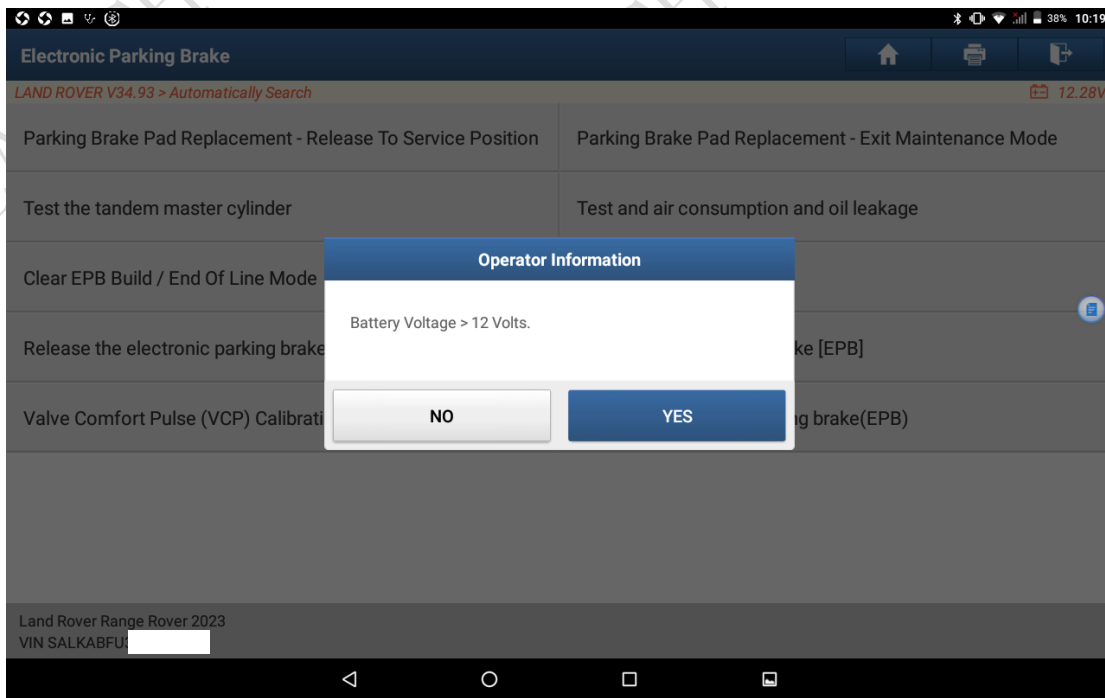 38% 10:19
Electronic Parking Brake
LAND ROVER V34.93 > Automatically Search
12.28V
Parking Brake Pad Replacement - Release To Service Position
Parking Brake Pad Replacement - Exit Maintenance Mode
Test the tandem master cylinder
Test and air consumption and oil leakage
Operator Information
Clear EPB Build / End Of Line Mode
Battery Voltage > 12 Volts.
Release the electronic parking brake
[EPB]
NO
YES
Valve Comfort Pulse (VCP)
brake(EPB)
Land Rover Range Rover 2023
VIN SALKABFU